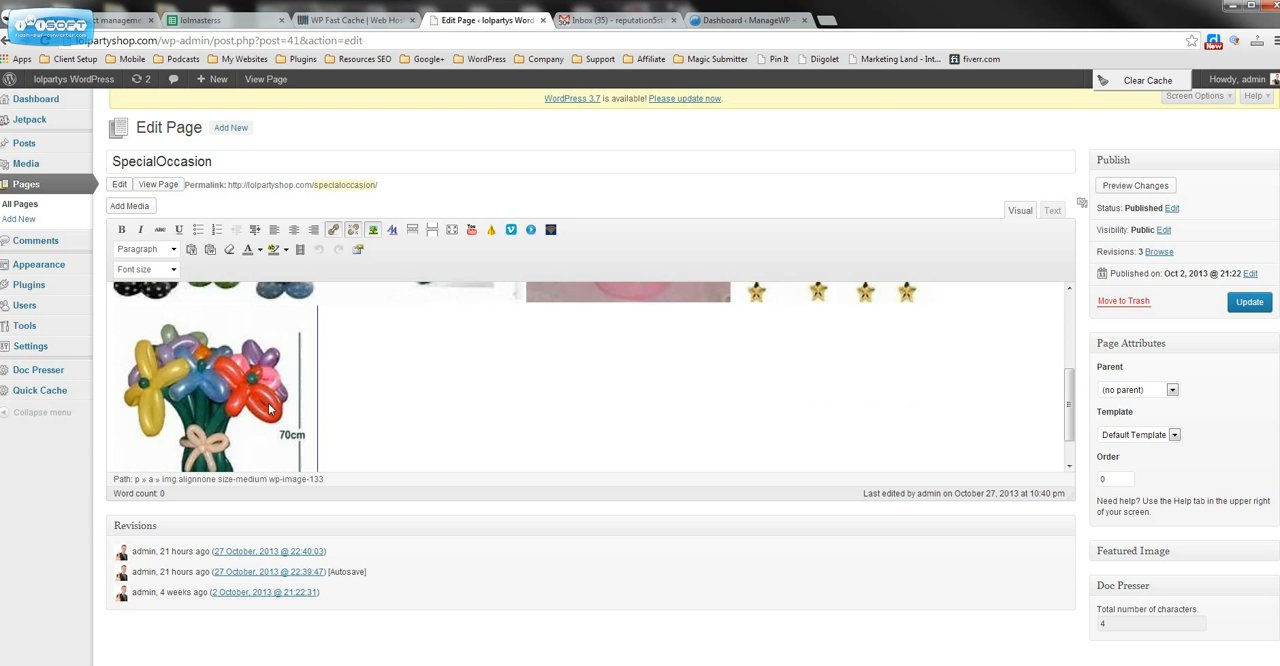 iWiSOFT
ct management
lolmasterss
WP Fast Cache | Web Host
Edit Page ‹ lolpartys Word
Inbox (35) - reputation5st
Dashboard - ManageWP
lpartyshop.com/wp-admin/post.php?post=41&action=edit
Apps Client Setup Mobile Podcasts My Websites Plugins Resources SEO Google+ WordPress Company Support Affiliate Magic Submitter Pin It Diigolet Marketing Land - Int... fiverr.com
New
lolpartys WordPress 2 + New View Page Clear Cache Howdy, admin
Dashboard
Jetpack
Posts
Media
Pages
All Pages
Add New
Comments
Appearance
Plugins
Users
Tools
Settings
Doc Presser
Quick Cache
Collapse menu
WordPress 3.7 is available! Please update now.
Screen Options Help
Edit Page Add New
SpecialOccasion
Edit View Page Permalink: http://lolpartyshop.com/specialoccasion/
Add Media
Visual Text
B I ABC U
Paragraph
Font size
70cm
Path: p » a » img.alignnone size-medium wp-image-133
Word count: 0
Last edited by admin on October 27, 2013 at 10:40 pm
Revisions
admin, 21 hours ago (27 October, 2013 @ 22:40:03)
admin, 21 hours ago (27 October, 2013 @ 22:39:47) [Autosave]
admin, 4 weeks ago (2 October, 2013 @ 21:22:31)
Publish
Preview Changes
Status: Published Edit
Visibility: Public Edit
Revisions: 3 Browse
Published on: Oct 2, 2013 @ 21:22 Edit
Move to Trash
Update
Page Attributes
Parent
(no parent)
Template
Default Template
Order
0
Need help? Use the Help tab in the upper right
of your screen.
Featured Image
Doc Presser
Total number of characters.
4